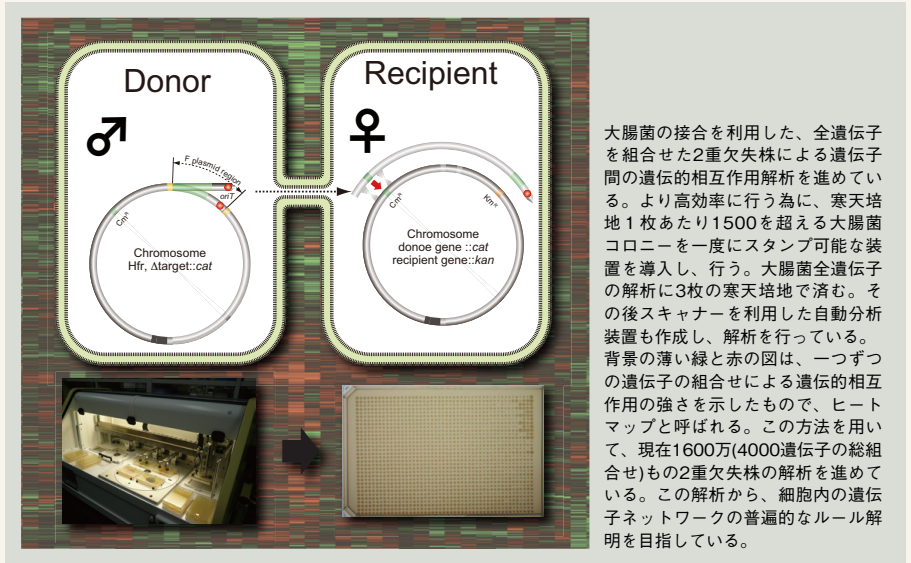 Donor
Recipient
♂
♀
F plasmid region
oriT
Cmᴿ
Cmᴿ
Kmᴿ
Chromosome
Hfr, Δtarget::cat
Chromosome
donoe gene ::cat
recipient gene::kan
大腸菌の接合を利用した、全遺伝子
を組合せた2重欠失株による遺伝子
間の遺伝的相互作用解析を進めてい
る。より高効率に行う為に、寒天培
地１枚あたり1500を超える大腸菌
コロニーを一度にスタンプ可能な装
置を導入し、行う。大腸菌全遺伝子
の解析に3枚の寒天培地で済む。そ
の後スキャナーを利用した自動分析
装置も作成し、解析を行っている。
背景の薄い緑と赤の図は、一つずつ
の遺伝子の組合せによる遺伝的相互
作用の強さを示したもので、ヒート
マップと呼ばれる。この方法を用い
て、現在1600万(4000遺伝子の総組
合せ)もの2重欠失株の解析を進めて
いる。この解析から、細胞内の遺伝
子ネットワークの普遍的なルール解
明を目指している。